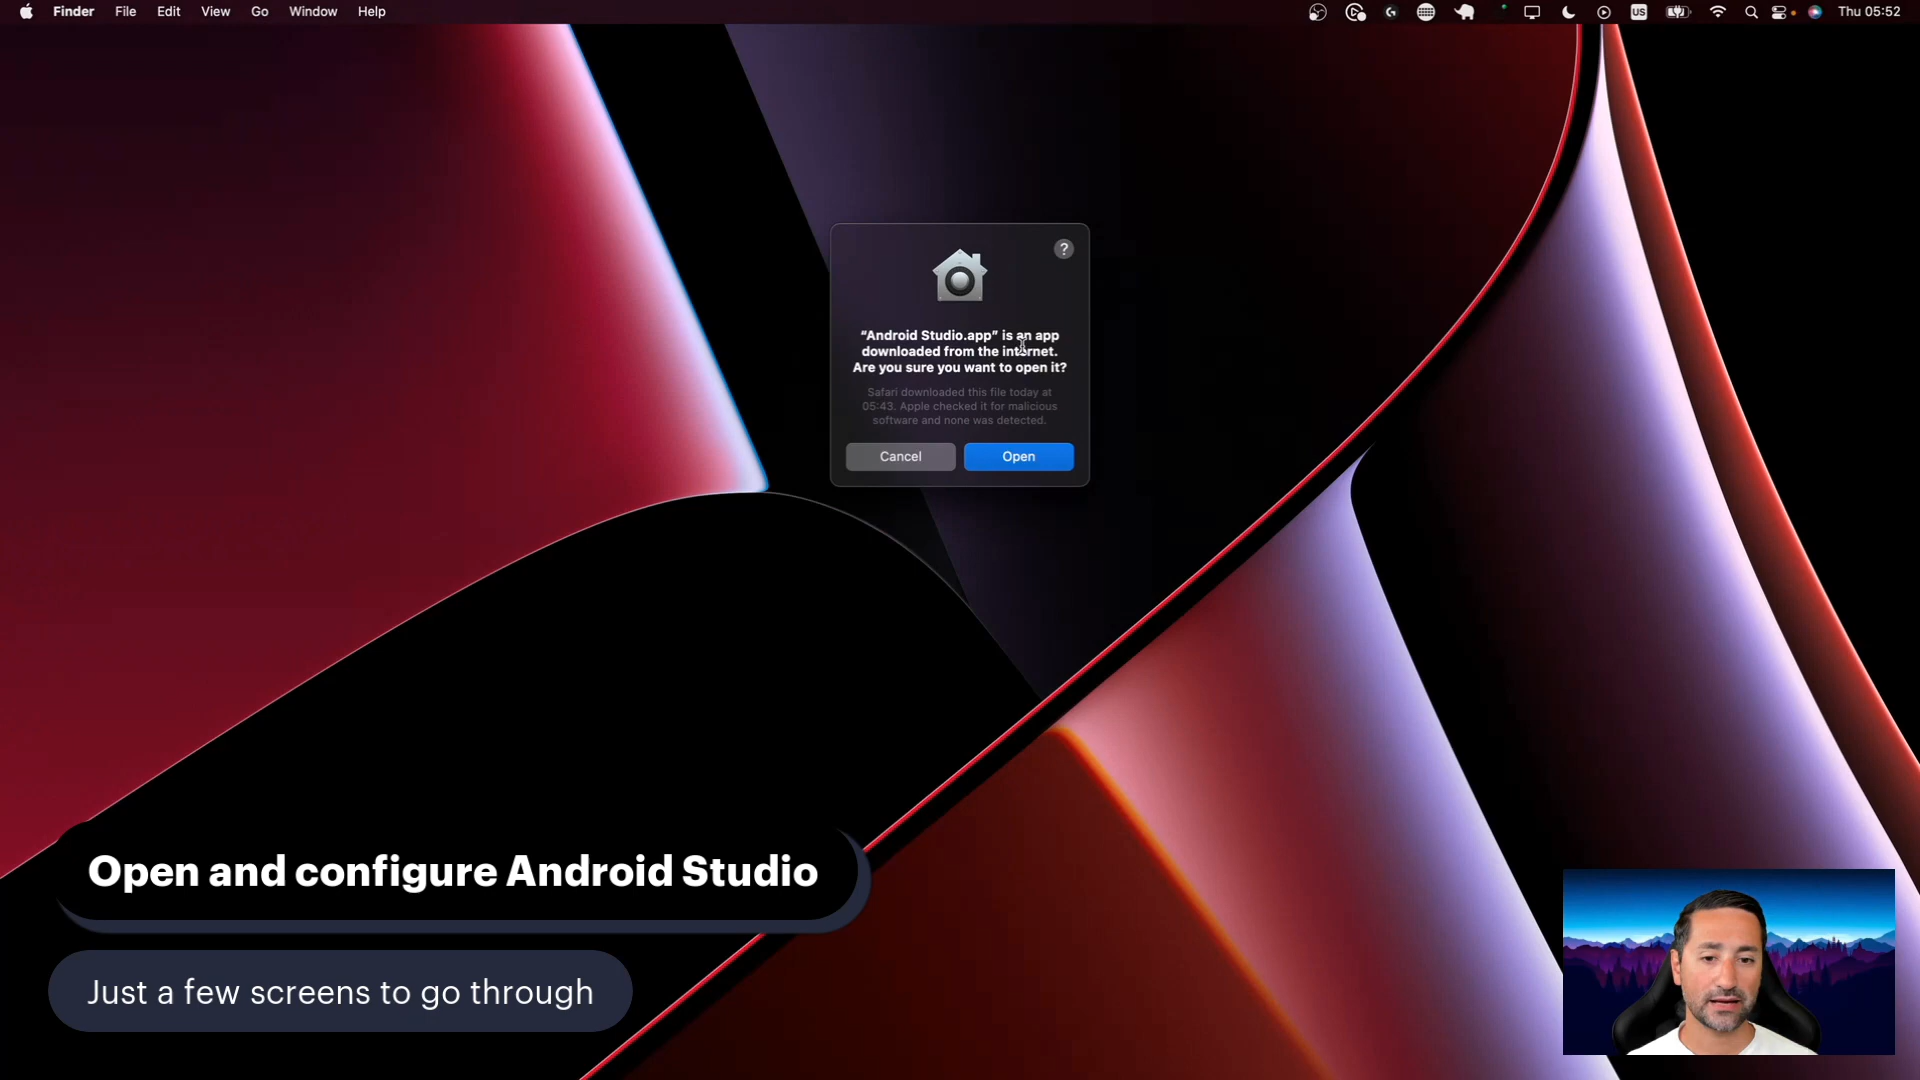 Finder File Edit View Go Window Help
US
Thu 05:52
?
“Android Studio.app” is an app
downloaded from the internet.
Are you sure you want to open it?
Safari downloaded this file today at
05:43. Apple checked it for malicious
software and none was detected.
Cancel Open
Open and configure Android Studio
Just a few screens to go through